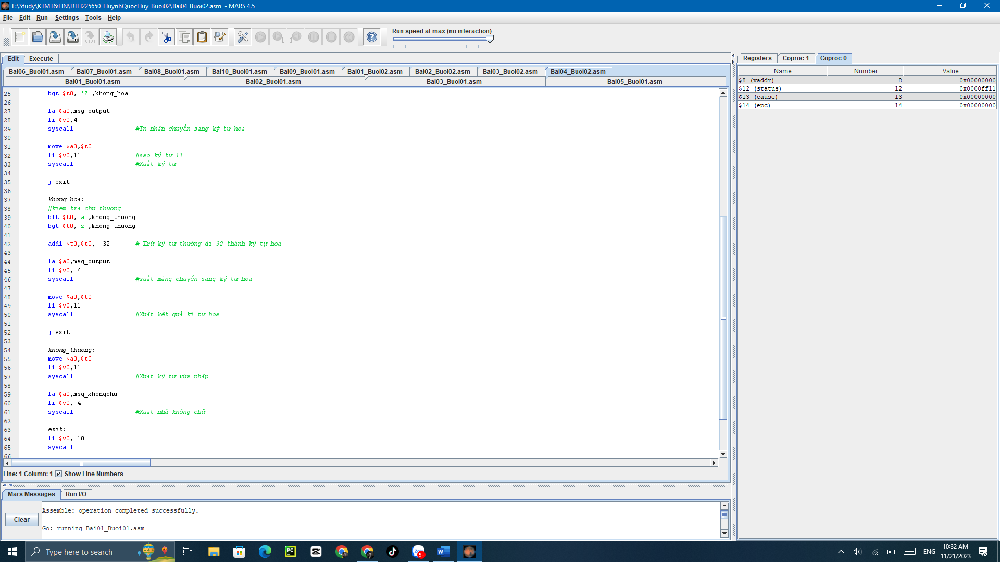 F:\Study\KTMT&HN\DTH225650_HuynhQuocHuy_Buoi02\Bai04_Buoi02.asm - MARS 4.5
File Edit Run Settings Tools Help
Run speed at max (no interaction)
Edit Execute
Bai06_Buoi01.asm Bai07_Buoi01.asm Bai08_Buoi01.asm Bai10_Buoi01.asm Bai09_Buoi01.asm Bai01_Buoi02.asm Bai02_Buoi02.asm Bai03_Buoi02.asm Bai04_Buoi02.asm
Bai01_Buoi01.asm Bai02_Buoi01.asm Bai03_Buoi01.asm Bai05_Buoi01.asm
25 bgt $t0, 'Z',khong_hoa
26
27 la $a0,msg_output
28 li $v0,4
29 syscall #In nhãn chuyển sang ký tự hoa
30
31 move $a0,$t0
32 li $v0,11 #sao ký tự 11
33 syscall #Xuất ký tự
34
35 j exit
36
37 khong_hoa:
38 #kiem tra chu thuong
39 blt $t0,'a',khong_thuong
40 bgt $t0,'z',khong_thuong
41
42 addi $t0,$t0, -32 # Trừ ký tự thường đi 32 thành ký tự hoa
43
44 la $a0,msg_output
45 li $v0, 4
46 syscall #xuất mảng chuyển sang ký tự hoa
47
48 move $a0,$t0
49 li $v0,11
50 syscall #Xuất kết quả kí tự hoa
51
52 j exit
53
54 khong_thuong:
55 move $a0,$t0
56 li $v0,11
57 syscall #Xuat ký tự vừa nhập
58
59 la $a0,msg_khongchu
60 li $v0, 4
61 syscall #Xuat nhã không chữ
62
63 exit:
64 li $v0, 10
65 syscall
66
Line: 1 Column: 1 Show Line Numbers
Mars Messages Run I/O
Clear
Assemble: operation completed successfully.
Go: running Bai01_Buoi01.asm
Registers Coproc 1 Coproc 0
Name Number Value
$8 (vaddr) 8 0x00000000
$12 (status) 12 0x0000ff11
$13 (cause) 13 0x00000000
$14 (epc) 14 0x00000000
Type here to search
PC
5+
W
ENG
10:32 AM
11/21/2023